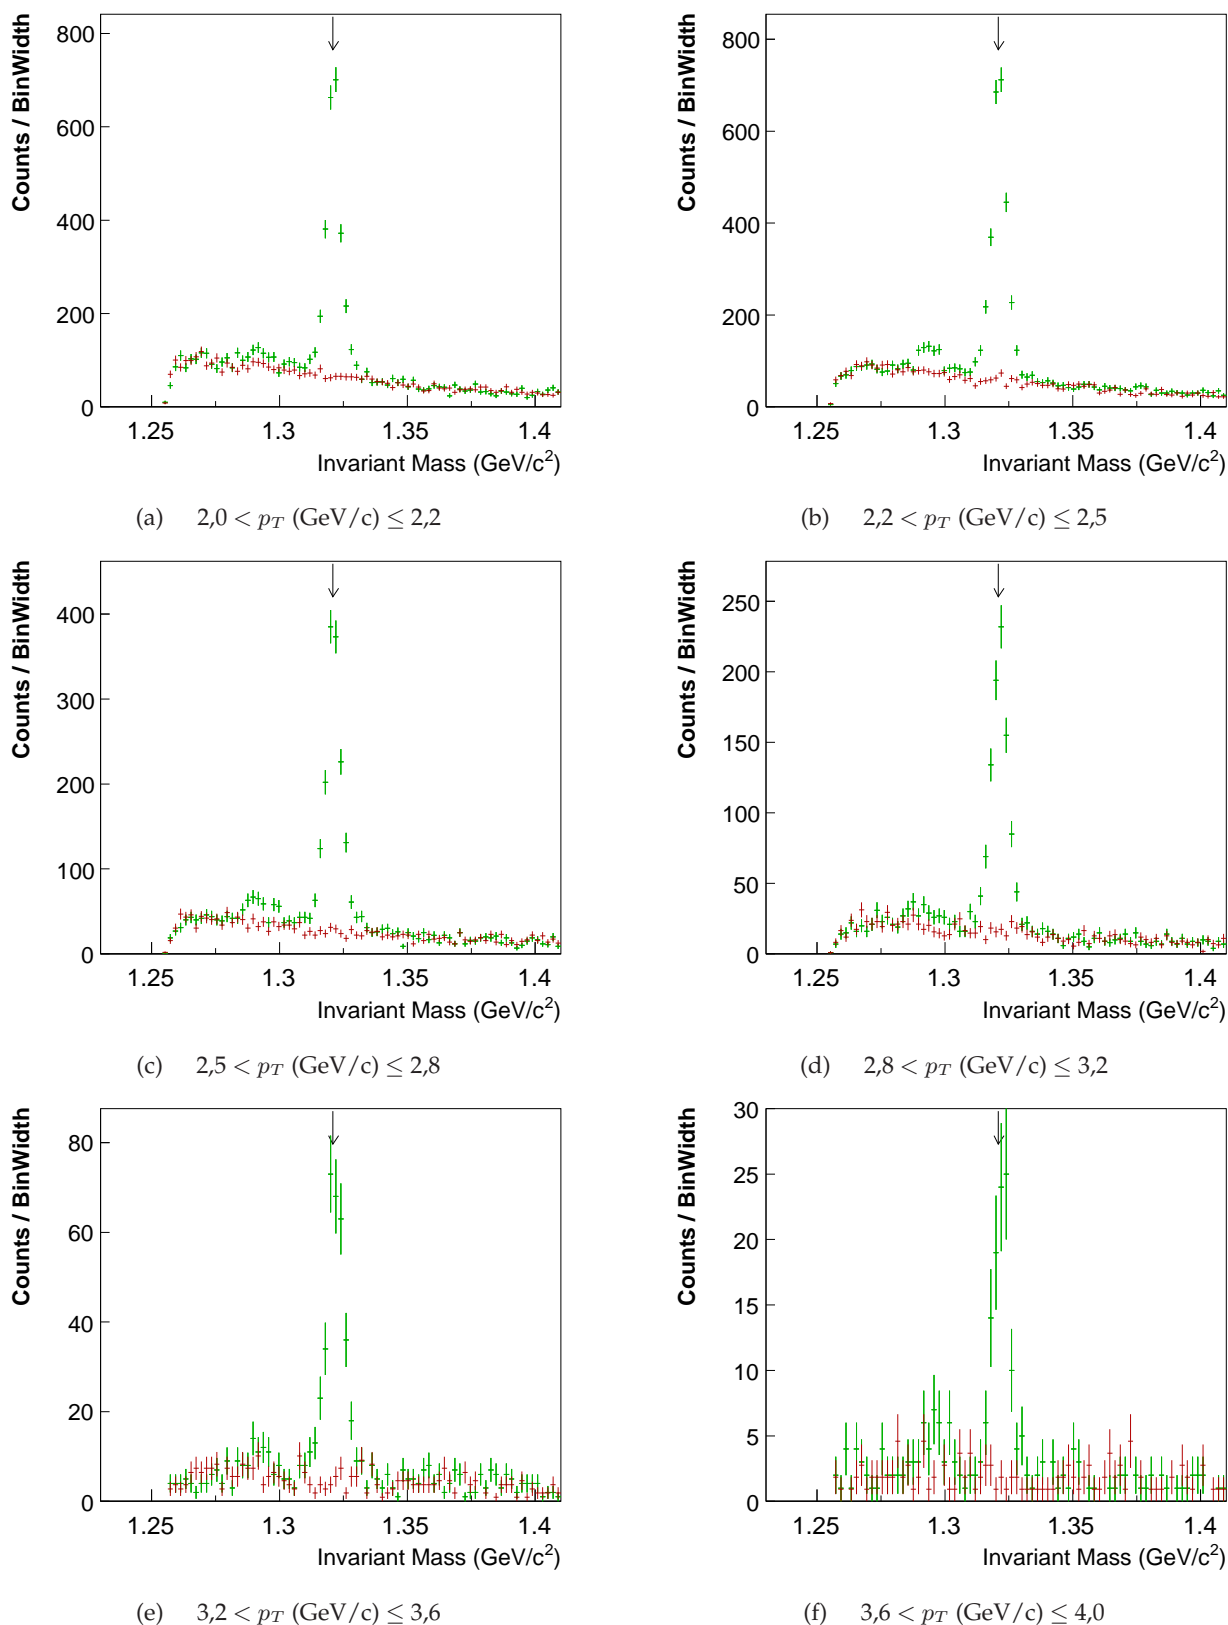 Counts / BinWidth
800
600
400
200
0
1.25 1.3 1.35 1.4
Invariant Mass (GeV/c²)
(a) 2,0 < p_T (GeV/c) ≤ 2,2
Counts / BinWidth
800
600
400
200
0
1.25 1.3 1.35 1.4
Invariant Mass (GeV/c²)
(b) 2,2 < p_T (GeV/c) ≤ 2,5
Counts / BinWidth
400
300
200
100
0
1.25 1.3 1.35 1.4
Invariant Mass (GeV/c²)
(c) 2,5 < p_T (GeV/c) ≤ 2,8
Counts / BinWidth
250
200
150
100
50
0
1.25 1.3 1.35 1.4
Invariant Mass (GeV/c²)
(d) 2,8 < p_T (GeV/c) ≤ 3,2
Counts / BinWidth
80
60
40
20
0
1.25 1.3 1.35 1.4
Invariant Mass (GeV/c²)
(e) 3,2 < p_T (GeV/c) ≤ 3,6
Counts / BinWidth
30
25
20
15
10
5
0
1.25 1.3 1.35 1.4
Invariant Mass (GeV/c²)
(f) 3,6 < p_T (GeV/c) ≤ 4,0